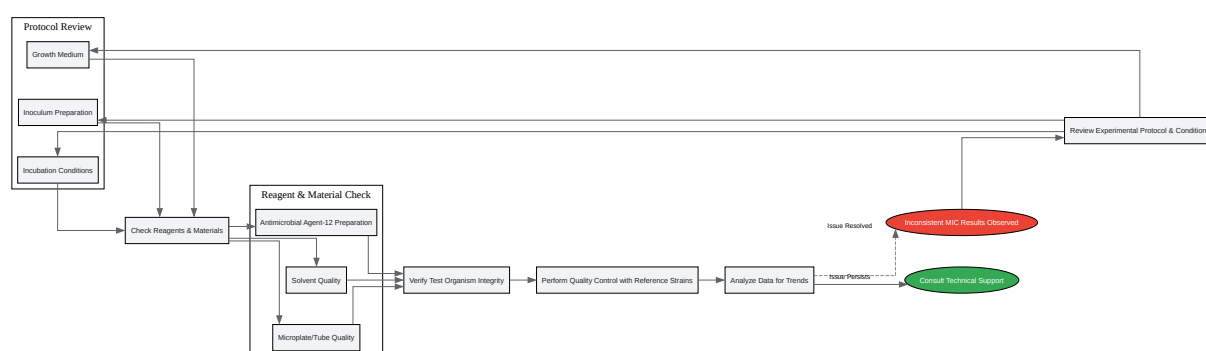 Protocol Review
Growth Medium
Inoculum Preparation
Review Experimental Protocol & Condition
Incubation Conditions
Reagent & Material Check
Antimicrobial Agent-12 Preparation
Check Reagents & Materials
Issue Resolved
Inconsistent MIC Results Observed
Solvent Quality
Verify Test Organism Integrity
Perform Quality Control with Reference Strains
Analyze Data for Trends
Issue Persists
Consult Technical Support
Microplate/Tube Quality